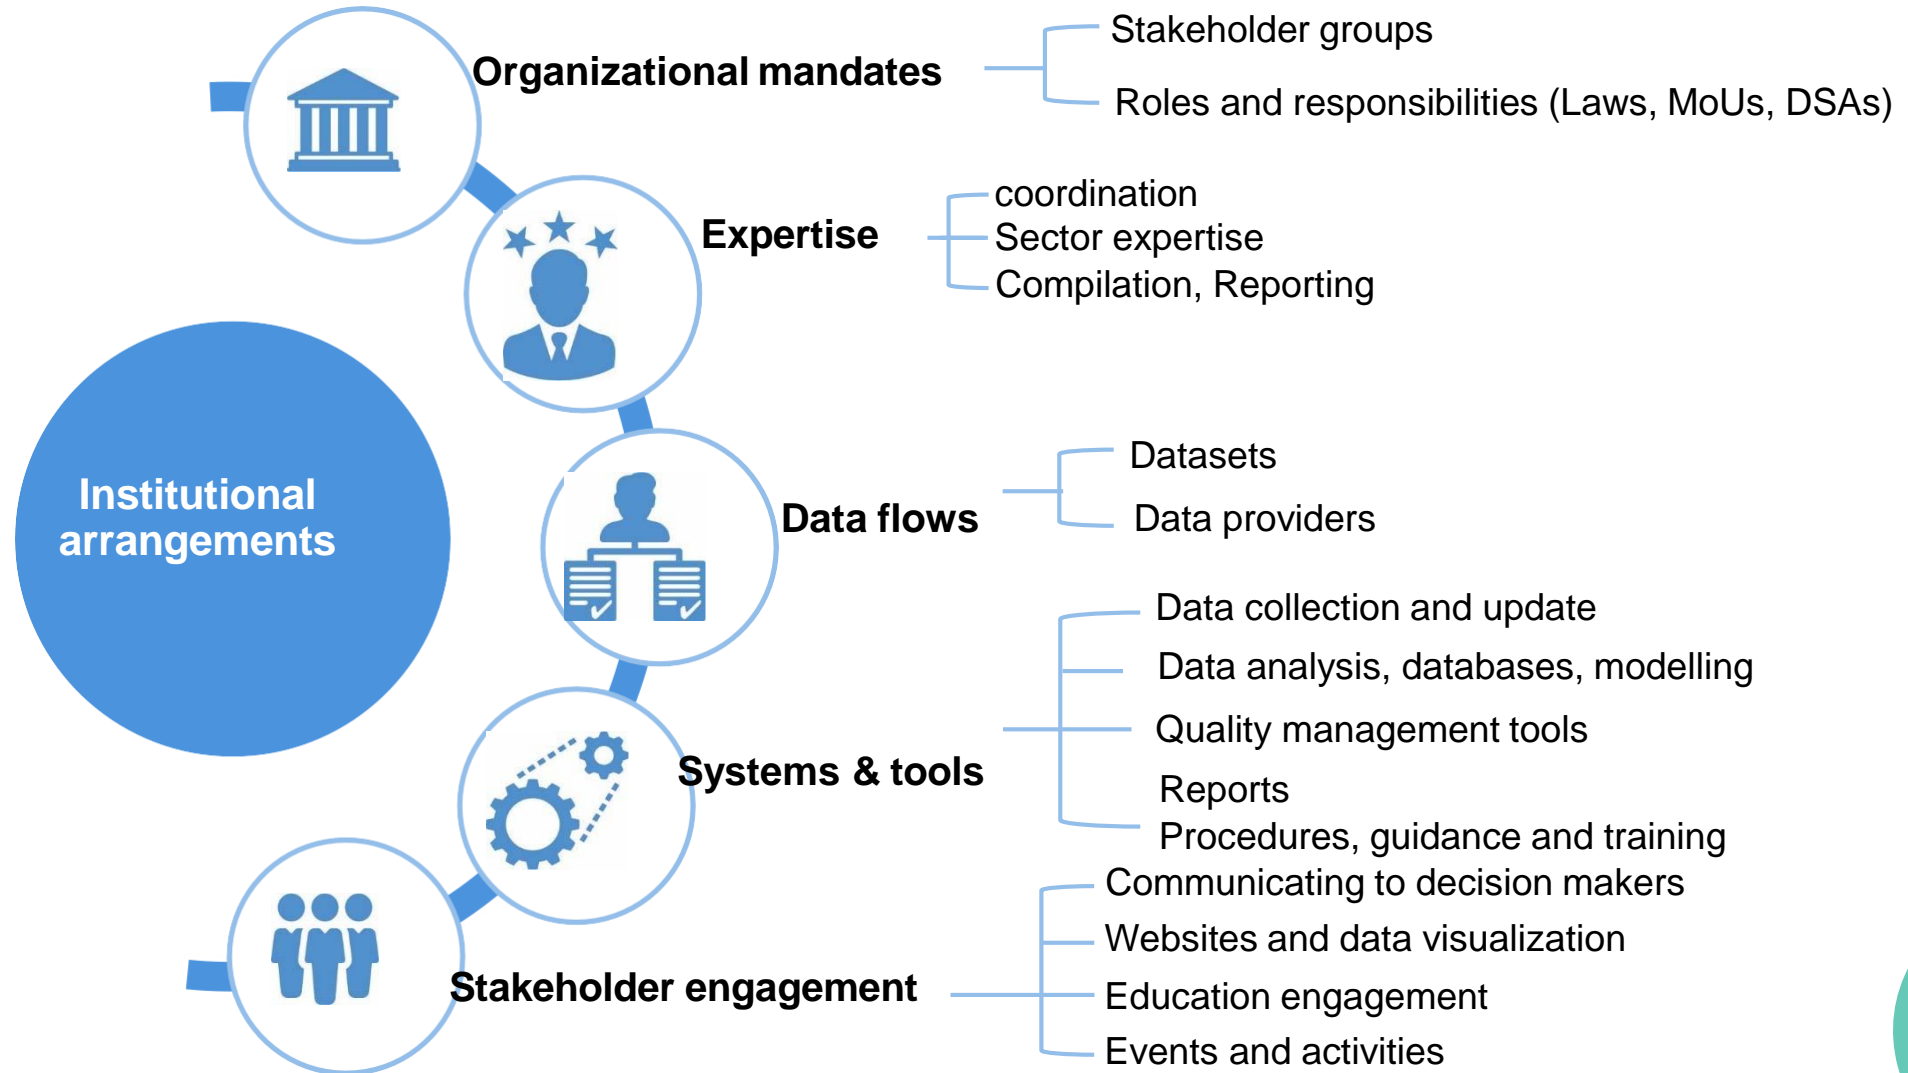 Institutional
arrangements
Organizational mandates
Stakeholder groups
Roles and responsibilities (Laws, MoUs, DSAs)
Expertise
coordination
Sector expertise
Compilation, Reporting
Data flows
Datasets
Data providers
Systems & tools
Data collection and update
Data analysis, databases, modelling
Quality management tools
Reports
Procedures, guidance and training
Stakeholder engagement
Communicating to decision makers
Websites and data visualization
Education engagement
Events and activities